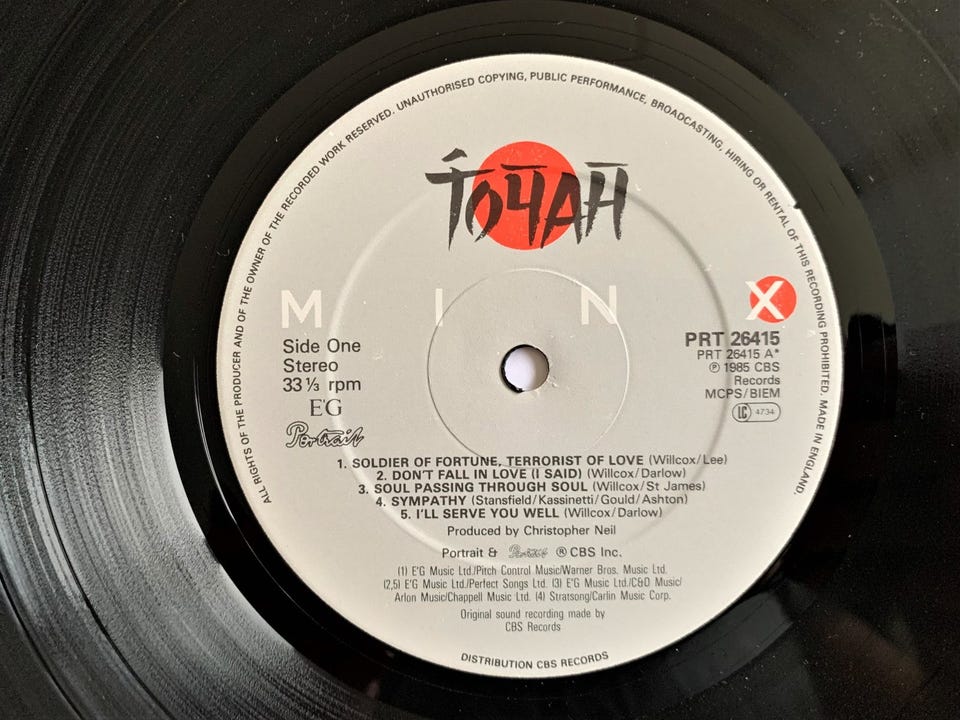 ALL RIGHTS OF THE PRODUCER AND OF THE OWNER OF THE RECORDED WORK RESERVED. UNAUTHORISED COPYING, PUBLIC PERFORMANCE, BROADCASTING, HIRING OR RENTAL OF THIS RECORDING PROHIBITED. MADE IN ENGLAND.
TOYAH
MINX
Side One
Stereo
33⅓ rpm
E'G
Portrait
PRT 26415
PRT 26415 A*
℗ 1985 CBS
Records
MCPS/BIEM
LC 4734
1. SOLDIER OF FORTUNE, TERRORIST OF LOVE (Willcox/Lee)
2. DON'T FALL IN LOVE (I SAID) (Willcox/Darlow)
3. SOUL PASSING THROUGH SOUL (Willcox/St James)
4. SYMPATHY (Stansfield/Kassinetti/Gould/Ashton)
5. I'LL SERVE YOU WELL (Willcox/Darlow)
Produced by Christopher Neil
Portrait & Portrait ® CBS Inc.
(1) E'G Music Ltd./Pitch Control Music/Warner Bros. Music Ltd.
(2,5) E'G Music Ltd./Perfect Songs Ltd. (3) E'G Music Ltd./C&D Music/
Arlon Music/Chappell Music Ltd. (4) Stratsong/Carlin Music Corp.
Original sound recording made by
CBS Records
DISTRIBUTION CBS RECORDS